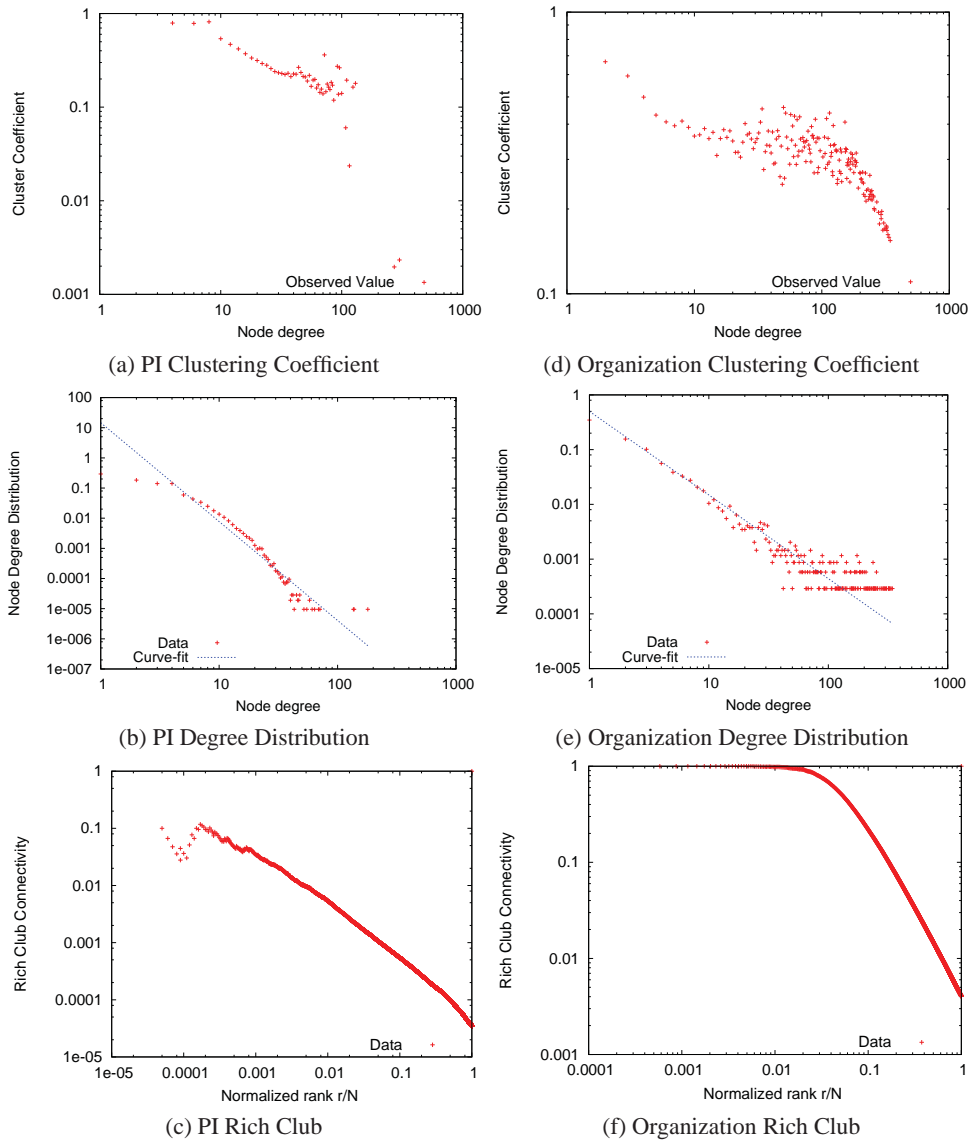 1
0.1
0.01
0.001
1
10
100
1000
Cluster Coefficient
Node degree
Observed Value
(a) PI Clustering Coefficient
1
0.1
1
10
100
1000
Cluster Coefficient
Node degree
Observed Value
(d) Organization Clustering Coefficient
100
10
1
0.1
0.01
0.001
0.0001
1e-05
1e-06
1e-07
1
10
100
1000
Node Degree Distribution
Node degree
Data
Curve-fit
(b) PI Degree Distribution
1
0.1
0.01
0.001
0.0001
1e-05
1
10
100
1000
Node Degree Distribution
Node degree
Data
Curve-fit
(e) Organization Degree Distribution
1
0.1
0.01
0.001
0.0001
1e-05
1e-05
0.0001
0.001
0.01
0.1
1
Rich Club Connectivity
Normalized rank r/N
Data
(c) PI Rich Club
1
0.1
0.01
0.001
0.0001
0.001
0.01
0.1
1
Rich Club Connectivity
Normalized rank r/N
Data
(f) Organization Rich Club